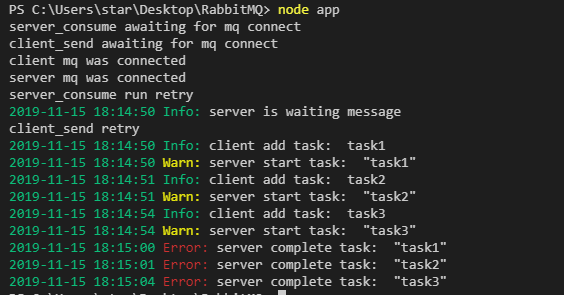 PS C:\Users\star\Desktop\RabbitMQ> node app
server_consume awaiting for mq connect
client_send awaiting for mq connect
client mq was connected
server mq was connected
server_consume run retry
2019-11-15 18:14:50 Info: server is waiting message
client_send retry
2019-11-15 18:14:50 Info: client add task:  task1
2019-11-15 18:14:50 Warn: server start task:  "task1"
2019-11-15 18:14:51 Info: client add task:  task2
2019-11-15 18:14:51 Warn: server start task:  "task2"
2019-11-15 18:14:54 Info: client add task:  task3
2019-11-15 18:14:54 Warn: server start task:  "task3"
2019-11-15 18:15:00 Error: server complete task:  "task1"
2019-11-15 18:15:01 Error: server complete task:  "task2"
2019-11-15 18:15:04 Error: server complete task:  "task3"